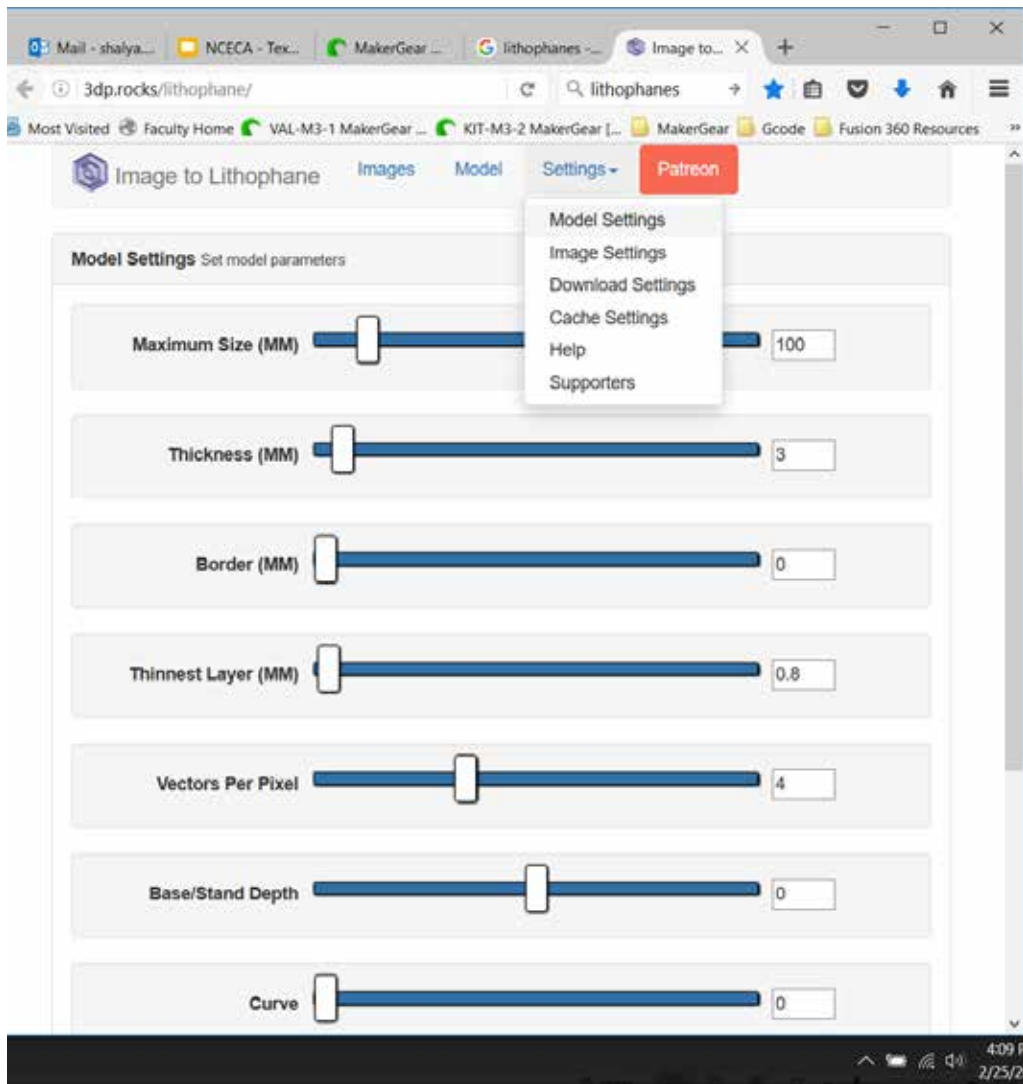 Mail - shalya.... NCECA - Tex... MakerGear ... lithophanes -... Image to...
3dp.rocks/lithophane/ lithophanes
Most Visited Faculty Home VAL-M3-1 MakerGear ... KIT-M3-2 MakerGear [... MakerGear Gcode Fusion 360 Resources
Image to Lithophane Images Model Settings Patreon
Model Settings
Image Settings
Download Settings
Cache Settings
Help
Supporters
Model Settings Set model parameters
Maximum Size (MM) 100
Thickness (MM) 3
Border (MM) 0
Thinnest Layer (MM) 0.8
Vectors Per Pixel 4
Base/Stand Depth 0
Curve 0
4:09 P
2/25/2